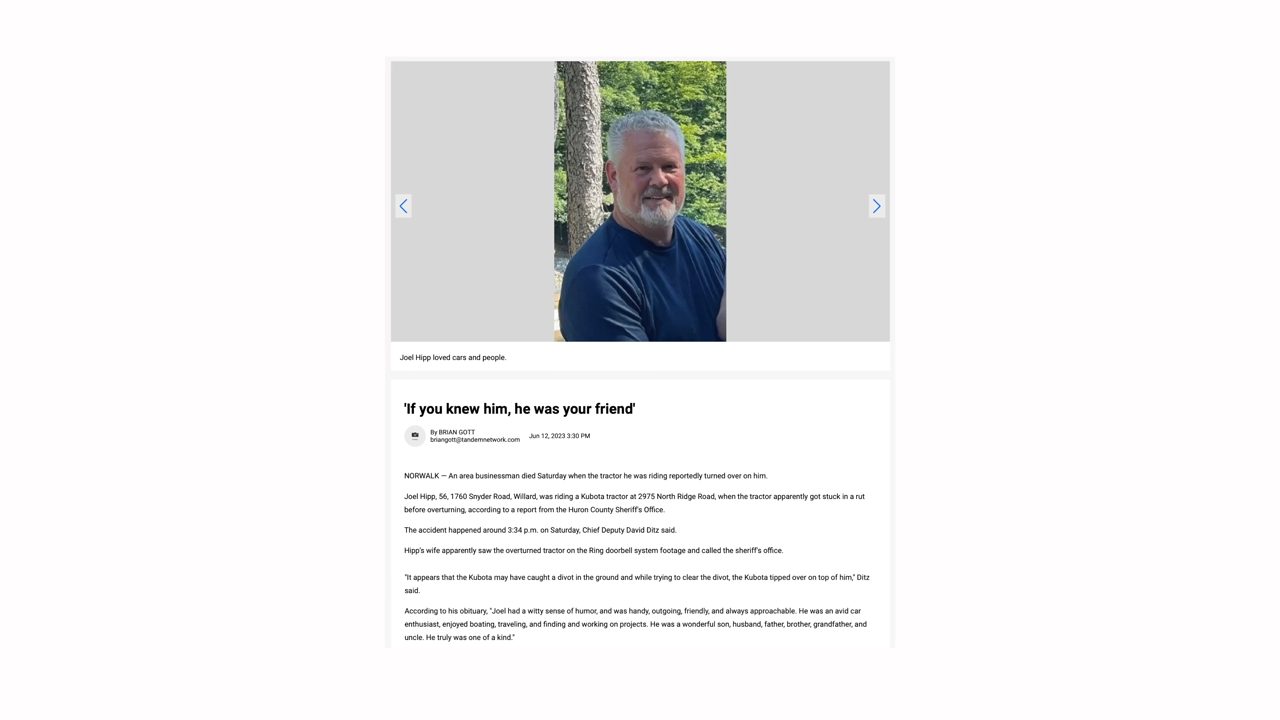 Joel Hipp loved cars and people.
'If you knew him, he was your friend'
By BRIAN GOTT
briangott@tandemnetwork.com
Jun 12, 2023 3:30 PM
NORWALK — An area businessman died Saturday when the tractor he was riding reportedly turned over on him.
Joel Hipp, 56, 1760 Snyder Road, Willard, was riding a Kubota tractor at 2975 North Ridge Road, when the tractor apparently got stuck in a rut
before overturning, according to a report from the Huron County Sheriff's Office.
The accident happened around 3:34 p.m. on Saturday, Chief Deputy David Ditz said.
Hipp's wife apparently saw the overturned tractor on the Ring doorbell system footage and called the sheriff's office.
"It appears that the Kubota may have caught a divot in the ground and while trying to clear the divot, the Kubota tipped over on top of him," Ditz
said.
According to his obituary, "Joel had a witty sense of humor, and was handy, outgoing, friendly, and always approachable. He was an avid car
enthusiast, enjoyed boating, traveling, and finding and working on projects. He was a wonderful son, husband, father, brother, grandfather, and
uncle. He truly was one of a kind."